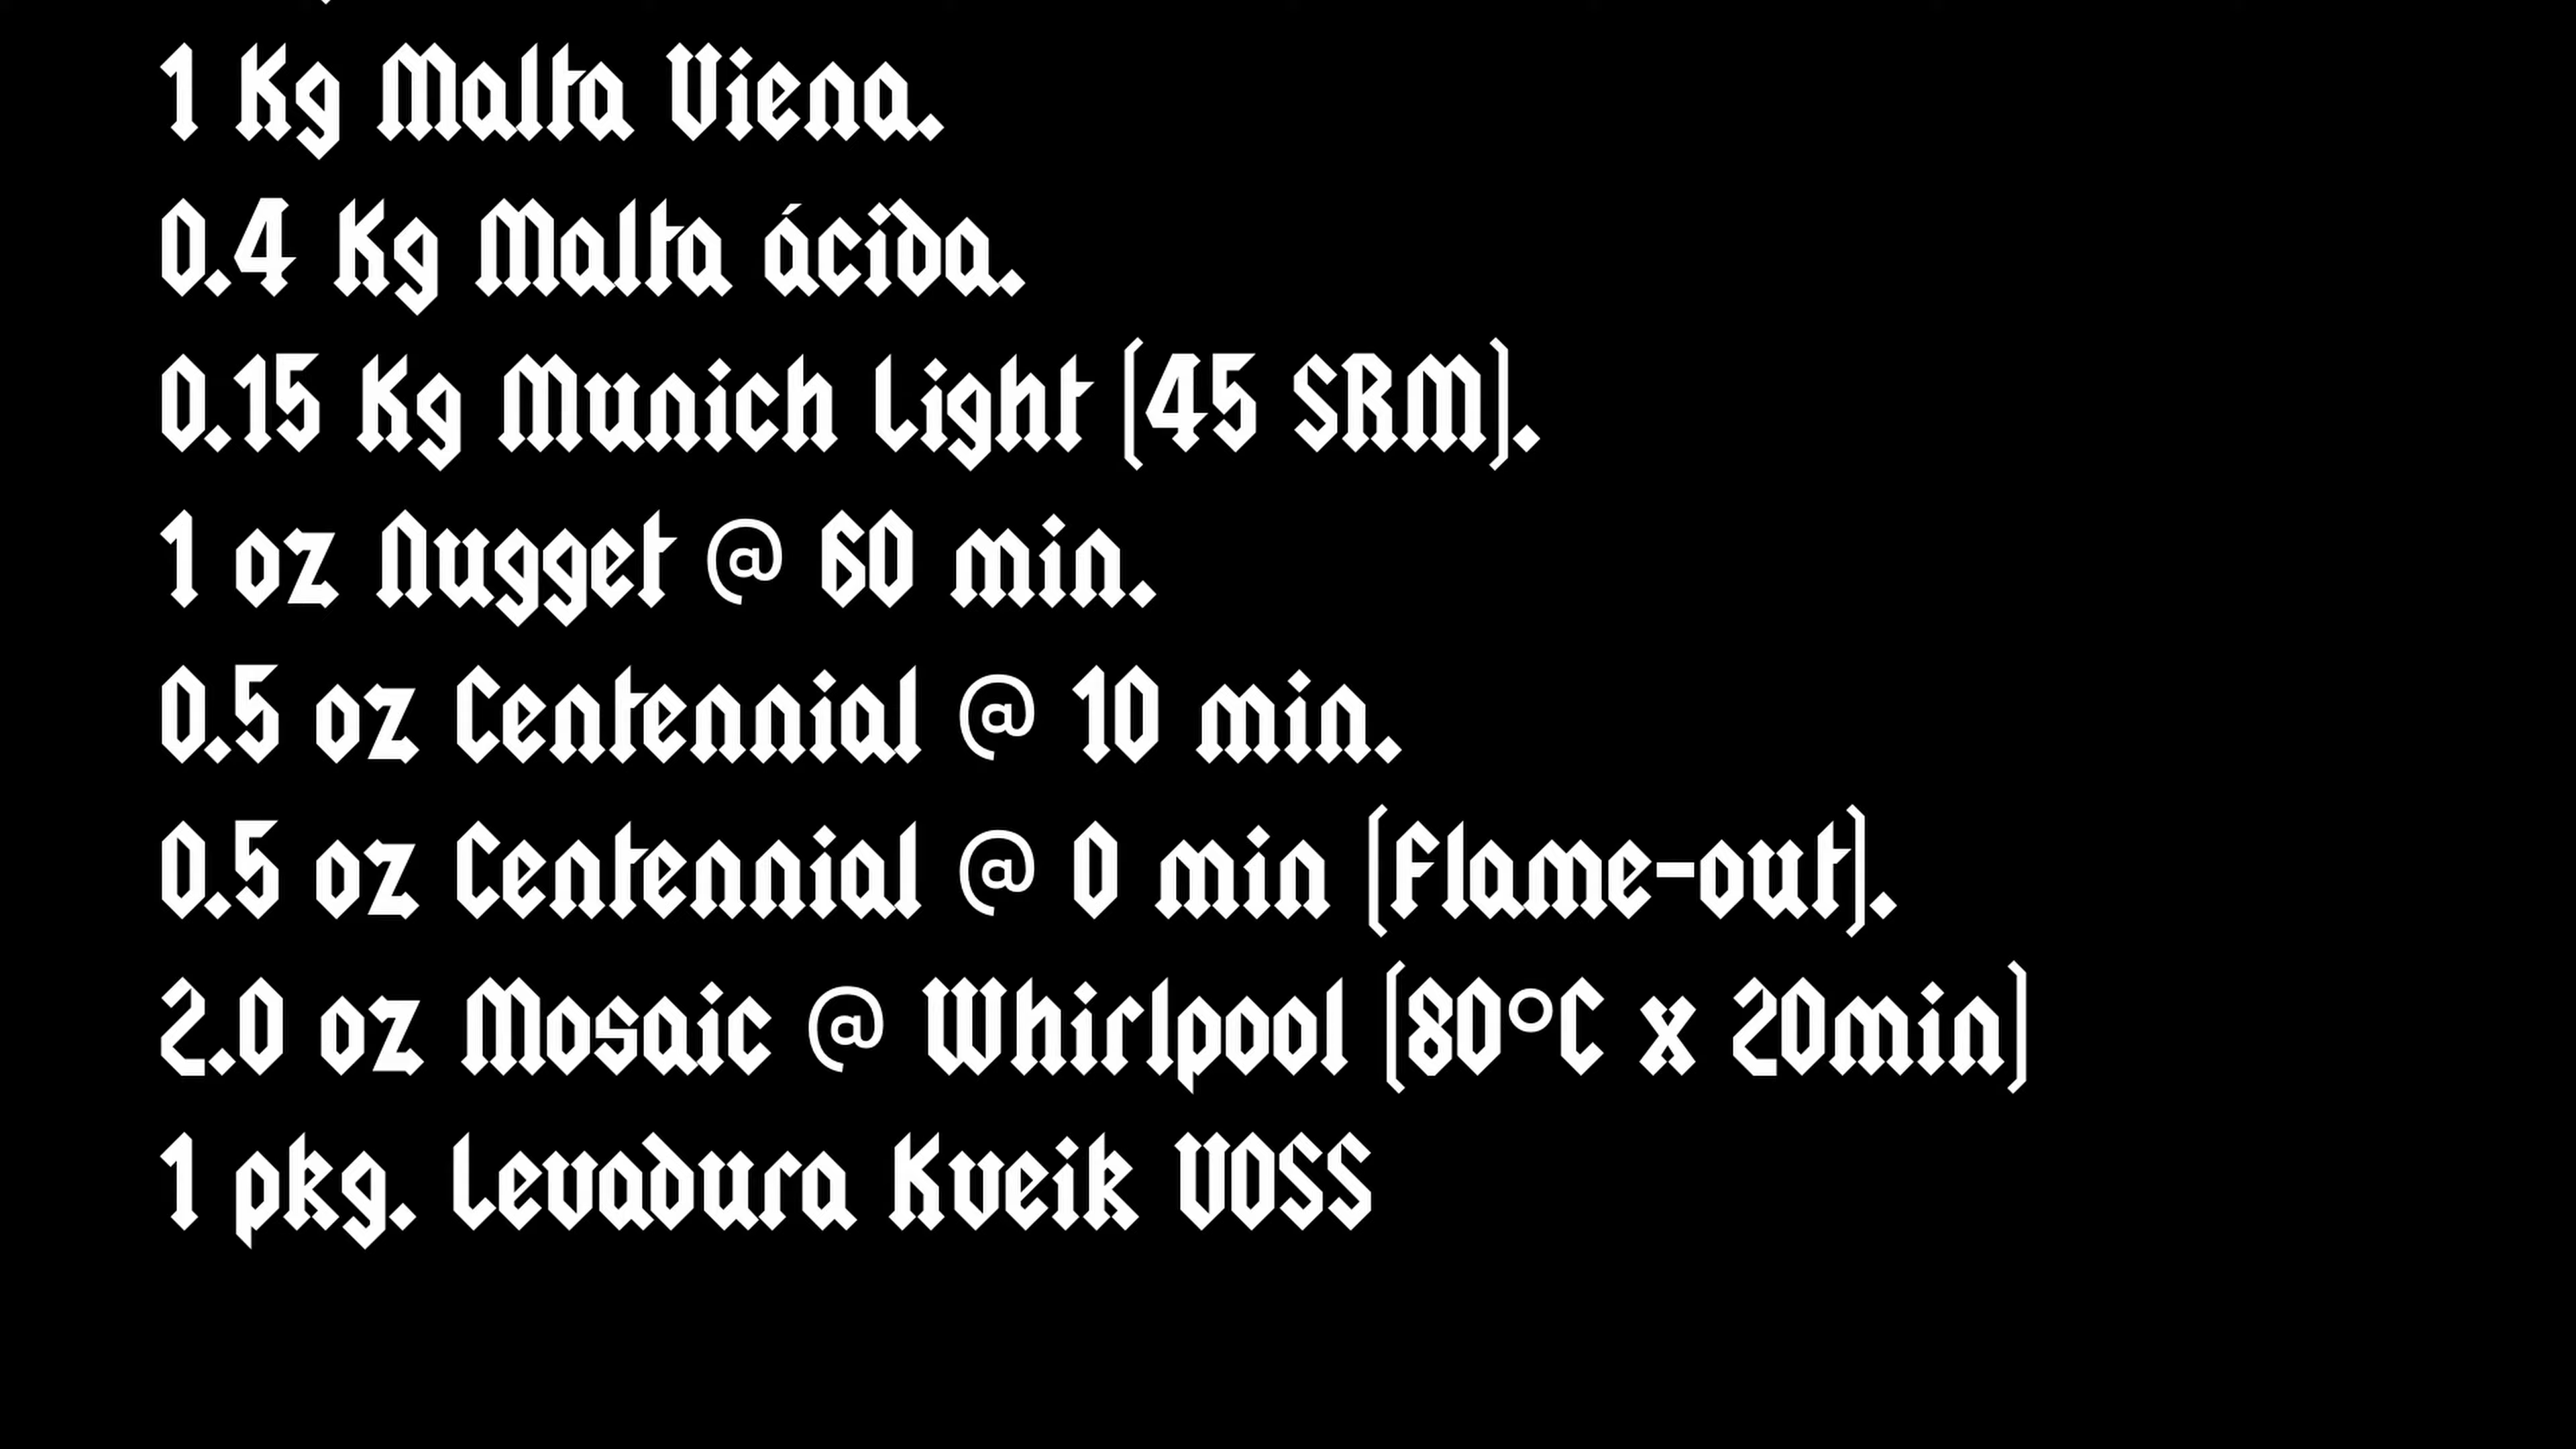 1 Kg Malta Viena.
0.4 Kg Malta ácida.
0.15 Kg Munich Light (45 SRM).
1 oz Nugget @ 60 min.
0.5 oz Centennial @ 10 min.
0.5 oz Centennial @ 0 min (Flame-out).
2.0 oz Mosaic @ Whirlpool (80°C x 20min)
1 pkg. Levadura Kveik VOSS